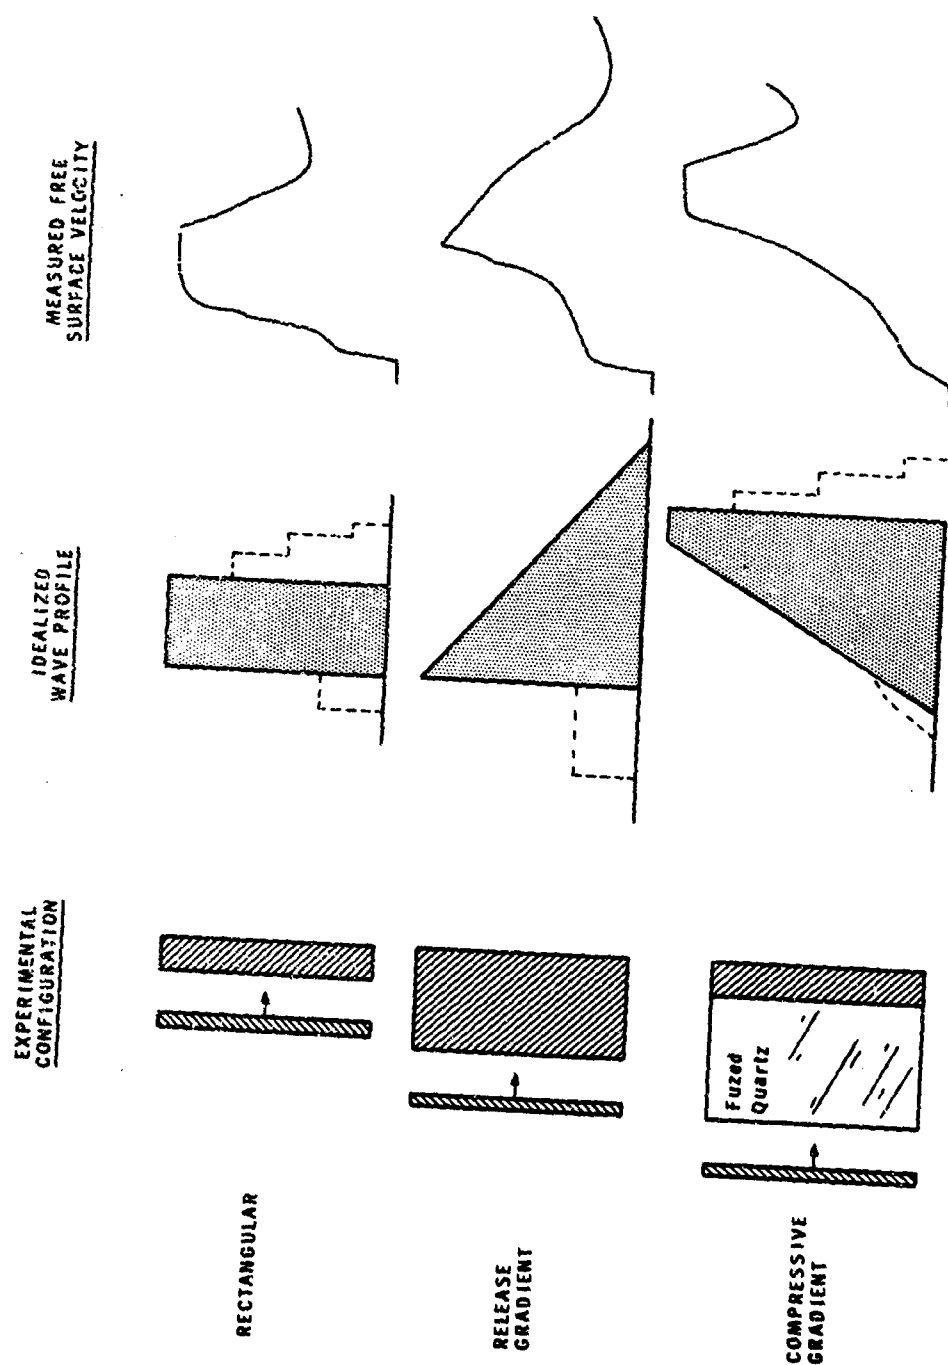 EXPERIMENTAL
CONFIGURATION
IDEALIZED
WAVE PROFILE
MEASURED FREE
SURFACE VELOCITY
RECTANGULAR
RELEASE
GRADIENT
COMPRESSIVE
GRADIENT
Fuzed
Quartz